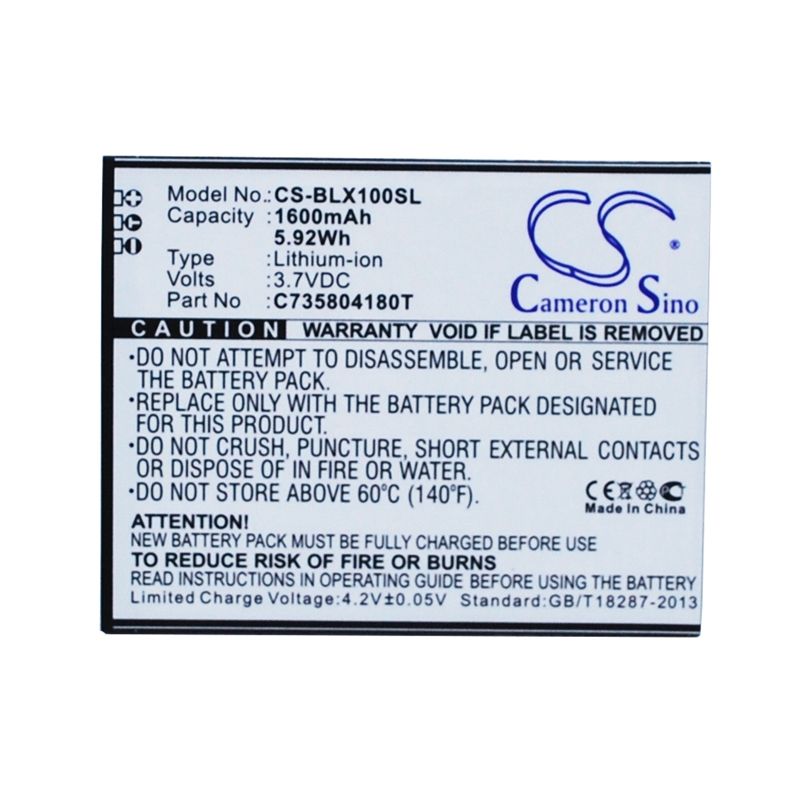 Model No.:CS-BLX100SL
Capacity :1600mAh
5.92Wh
Type :Lithium-ion
Volts :3.7VDC
Part No :C735804180T
CS ®
Cameron Sino
CAUTION WARRANTY VOID IF LABEL IS REMOVED
•DO NOT ATTEMPT TO DISASSEMBLE, OPEN OR SERVICE
THE BATTERY PACK.
•REPLACE ONLY WITH THE BATTERY PACK DESIGNATED
FOR YOUR PRODUCT.
•DO NOT CRUSH, PUNCTURE, SHORT EXTERNAL CONTACTS
OR DISPOSE OF IN FIRE OR WATER.
•DO NOT STORE ABOVE 60°C (140°F).
CE
Made In China
ATTENTION!
NEW BATTERY PACK MUST BE FULLY CHARGED BEFORE USE
TO REDUCE RISK OF FIRE OR BURNS
READ INSTRUCTIONS IN OPERATING GUIDE BEFORE USING THE BATTERY
Limited Charge Voltage:4.2V±0.05V Standard:GB/T18287-2013